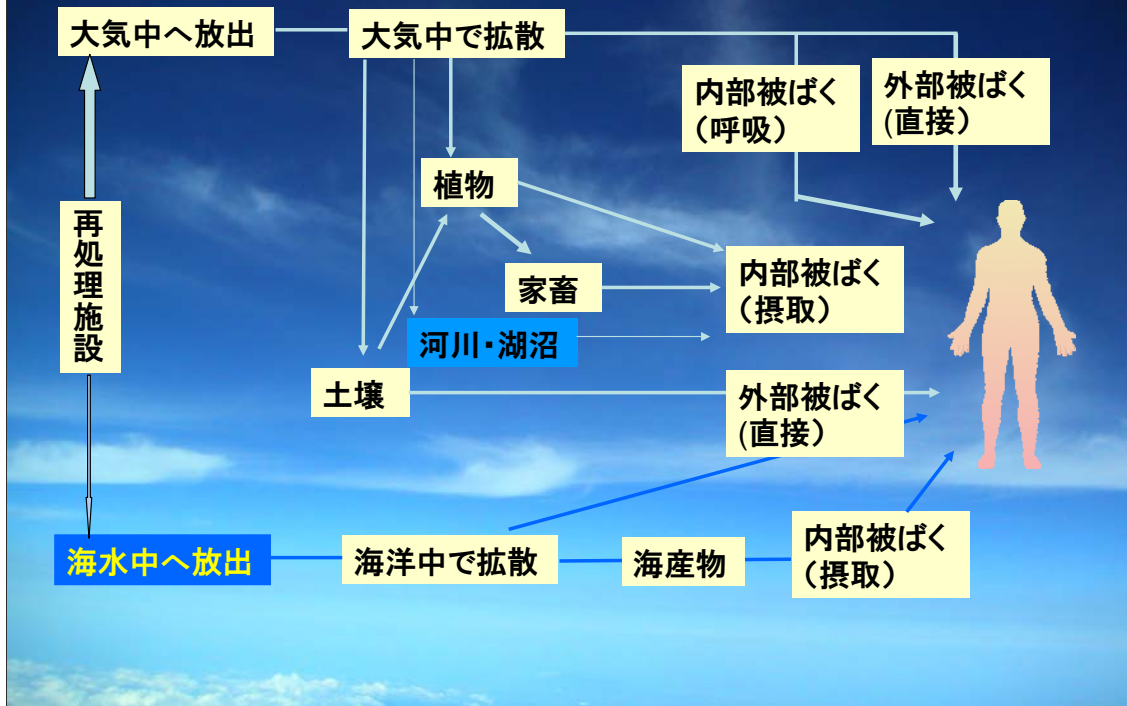 大気中へ放出
大気中で拡散
内部被ばく
（呼吸）
外部被ばく
(直接）
植物
再処理施設
家畜
内部被ばく
（摂取）
河川・湖沼
土壌
外部被ばく
(直接）
海水中へ放出
海洋中で拡散
海産物
内部被ばく
（摂取）